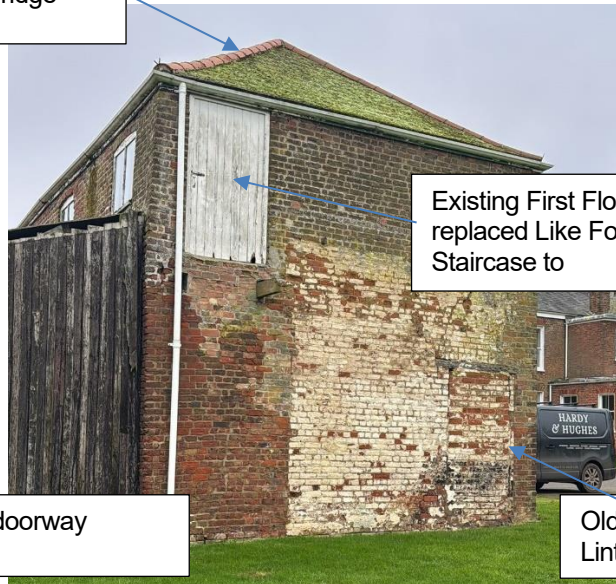 Existing First Flo
replaced Like Fo
Staircase to
HARDY
& HUGHES
doorway
Old
Lint